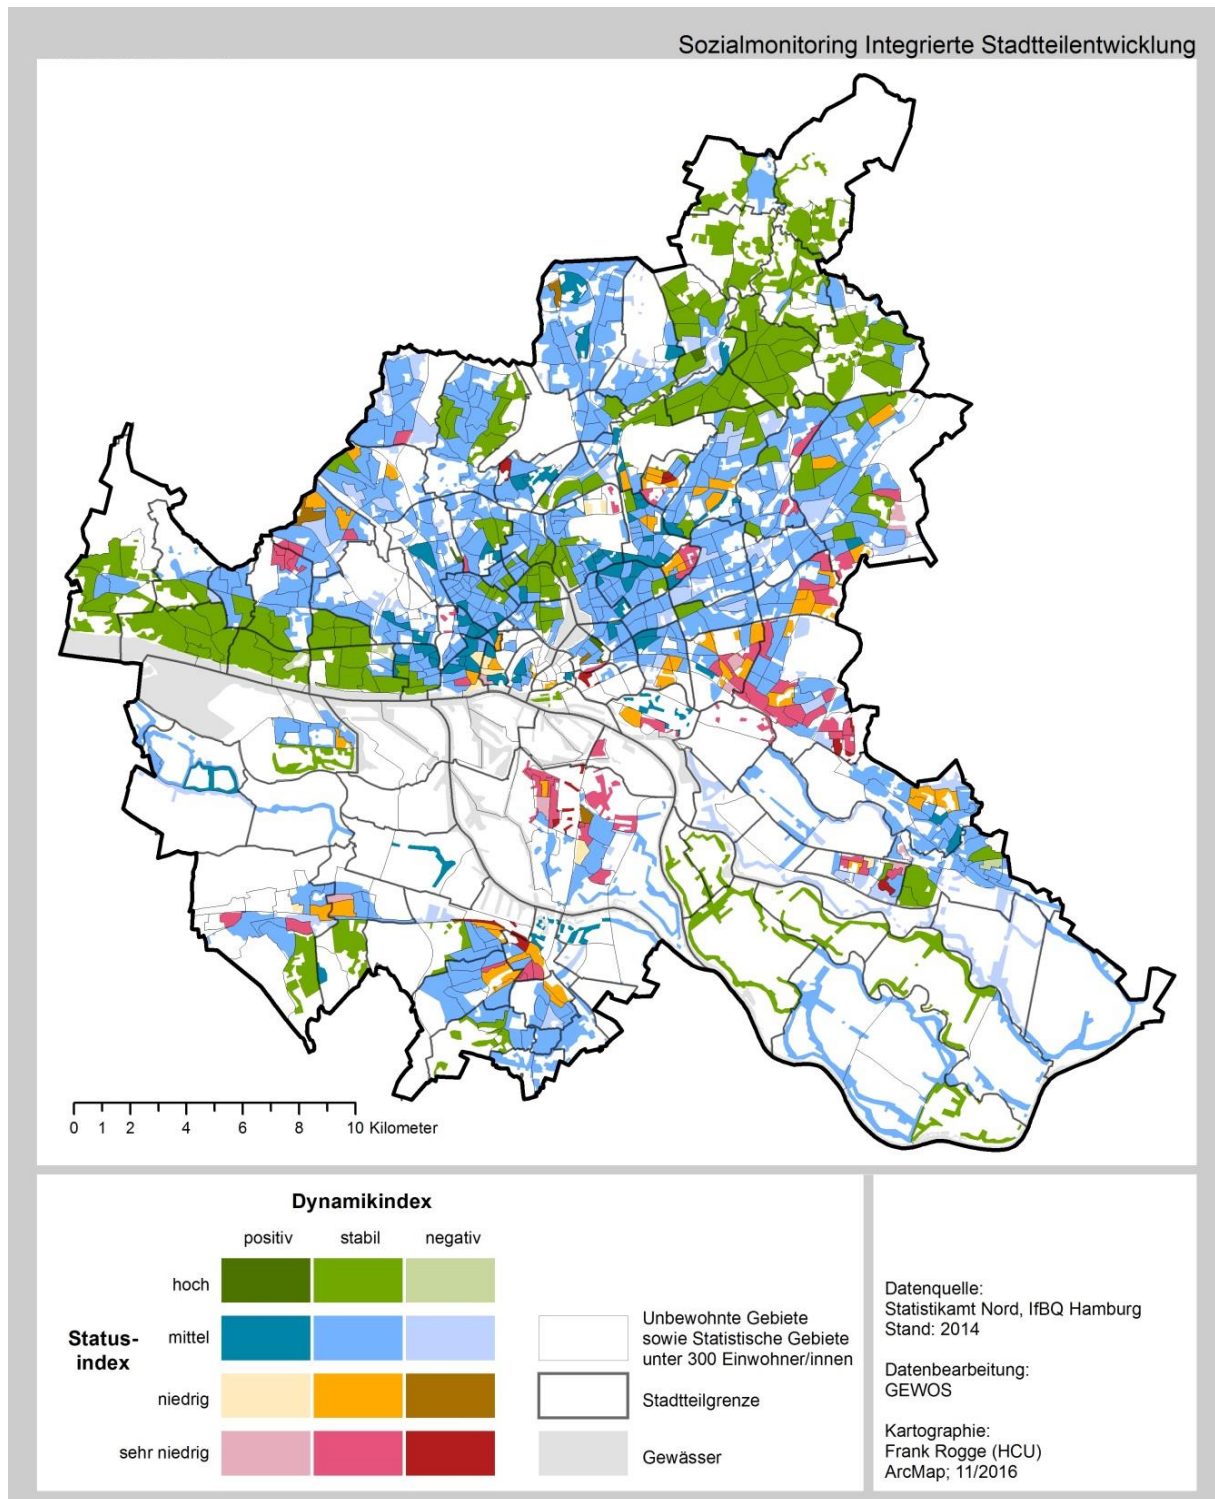 Sozialmonitoring Integrierte Stadtteilentwicklung
0 1 2 4 6 8 10 Kilometer
Dynamikindex
positiv stabil negativ
hoch
mittel
Status-
index
niedrig
sehr niedrig
Unbewohnte Gebiete
sowie Statistische Gebiete
unter 300 Einwohner/innen
Stadtteilgrenze
Gewässer
Datenquelle:
Statistikamt Nord, IfBQ Hamburg
Stand: 2014
Datenbearbeitung:
GEWOS
Kartographie:
Frank Rogge (HCU)
ArcMap; 11/2016